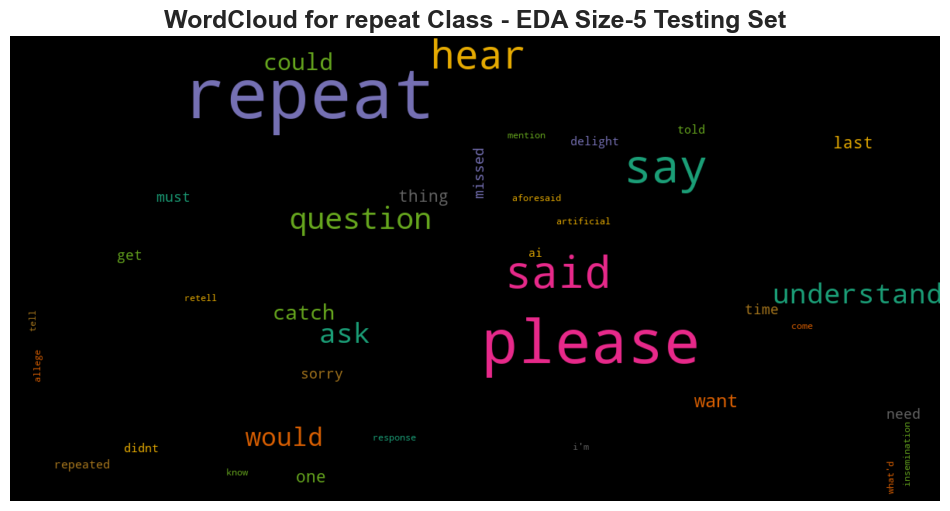 WordCloud for repeat Class - EDA Size-5 Testing Set
hear
could
repeat
mention
delight
told
last
say
missed
must
thing
aforesaid
question
artificial
get
ai
said
understand
retell
catch
time
tell
ask
come
please
allege
sorry
want
need
would
response
didnt
i'm
insemination
repeated
know
one
what'd